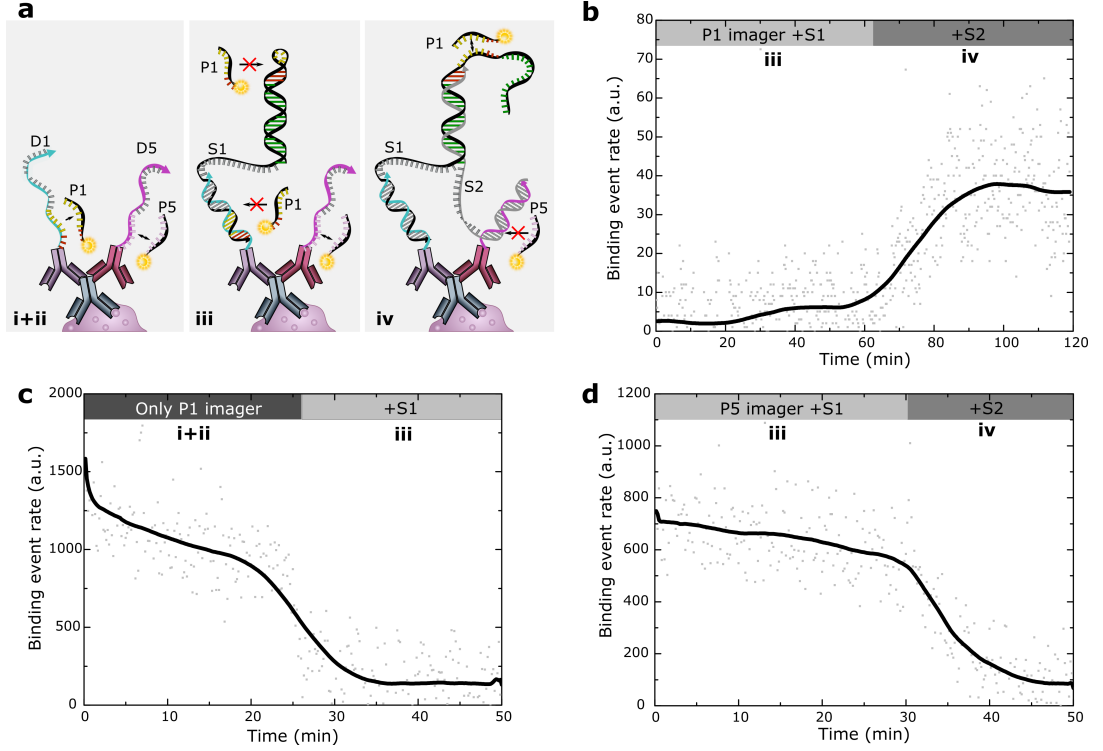 a
D1
D5
P1
P5
i+ii
P1
S1
P1
iii
P1
S1
S2
P5
iv
b
P1 imager +S1
+S2
iii
iv
Binding event rate (a.u.)
80
70
60
50
40
30
20
10
0
0 20 40 60 80 100 120
Time (min)
c
Only P1 imager
+S1
i+ii
iii
Binding event rate (a.u.)
2000
1500
1000
500
0
0 10 20 30 40 50
Time (min)
d
P5 imager +S1
+S2
iii
iv
Binding event rate (a.u.)
1200
1000
800
600
400
200
0
0 10 20 30 40 50
Time (min)